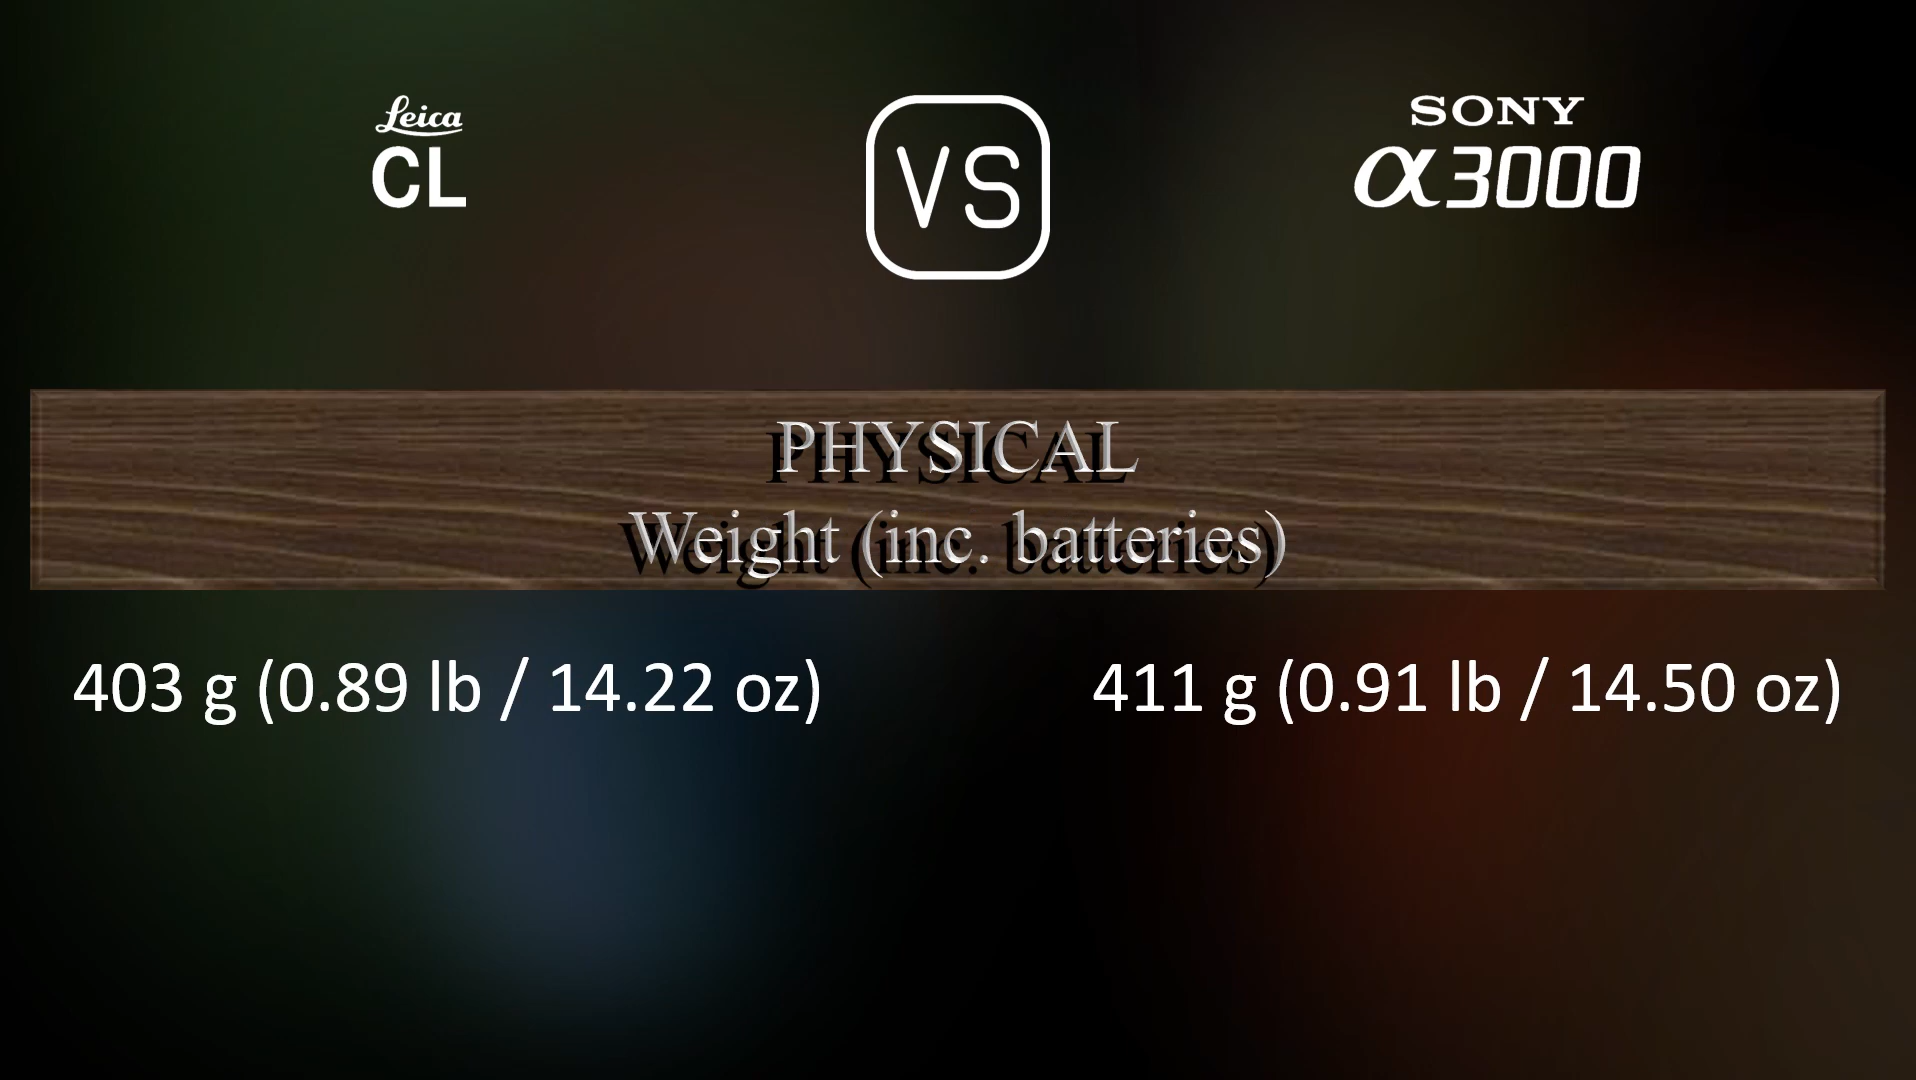 Leica
CL
VS
SONY
α3000
PHYSICAL
Weight (inc. batteries)
403 g (0.89 lb / 14.22 oz)
411 g (0.91 lb / 14.50 oz)